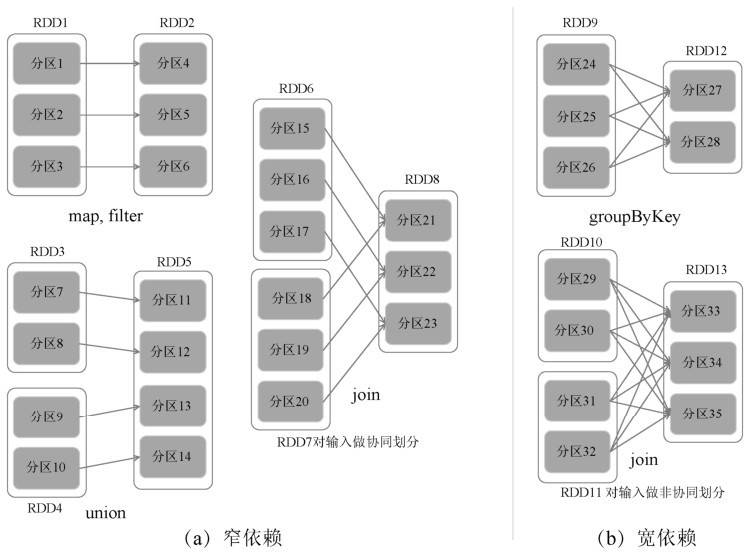 RDD1
RDD2
分区1
分区4
分区2
分区5
分区3
分区6
map, filter
RDD3
RDD5
分区7
分区11
分区8
分区12
分区9
分区13
分区10
分区14
RDD4
union
RDD6
分区15
分区16
分区17
RDD8
分区21
分区22
分区23
分区18
分区19
分区20
join
RDD7对输入做协同划分
(a) 窄依赖
RDD9
RDD12
分区24
分区27
分区25
分区28
分区26
groupByKey
RDD10
RDD13
分区29
分区33
分区30
分区34
分区31
分区35
分区32
join
RDD11 对输入做非协同划分
(b) 宽依赖